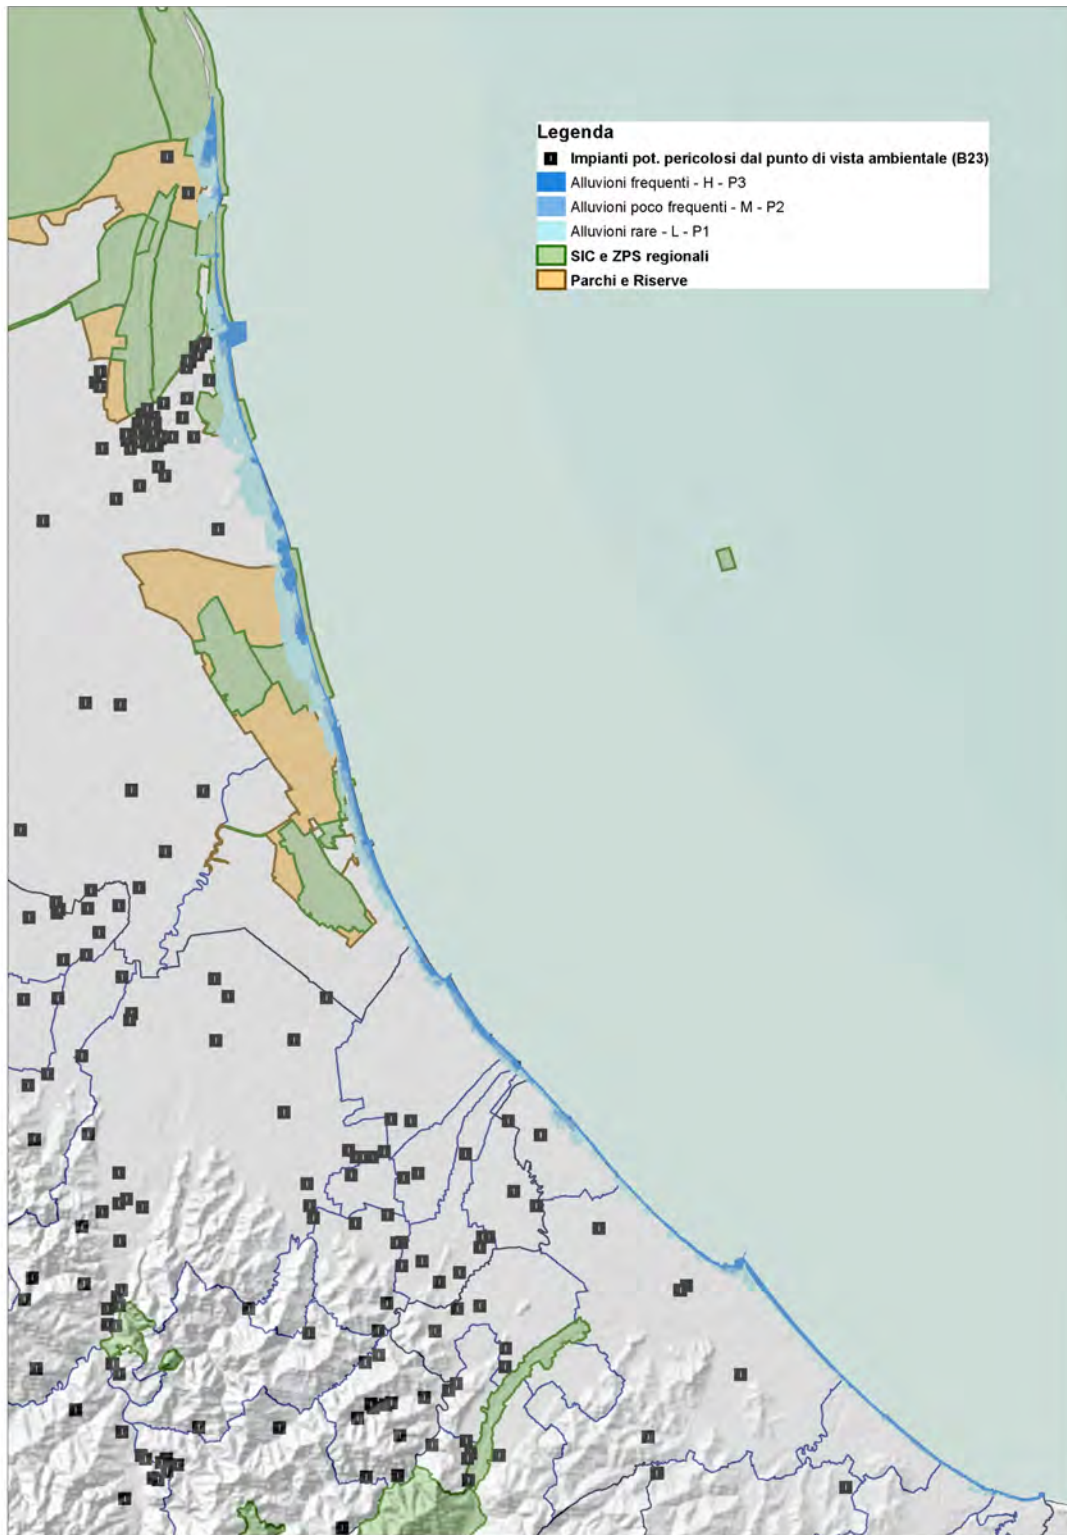 Legenda
Impianti pot. pericolosi dal punto di vista ambientale (B23)
Alluvioni frequenti - H - P3
Alluvioni poco frequenti - M - P2
Alluvioni rare - L - P1
SIC e ZPS regionali
Parchi e Riserve